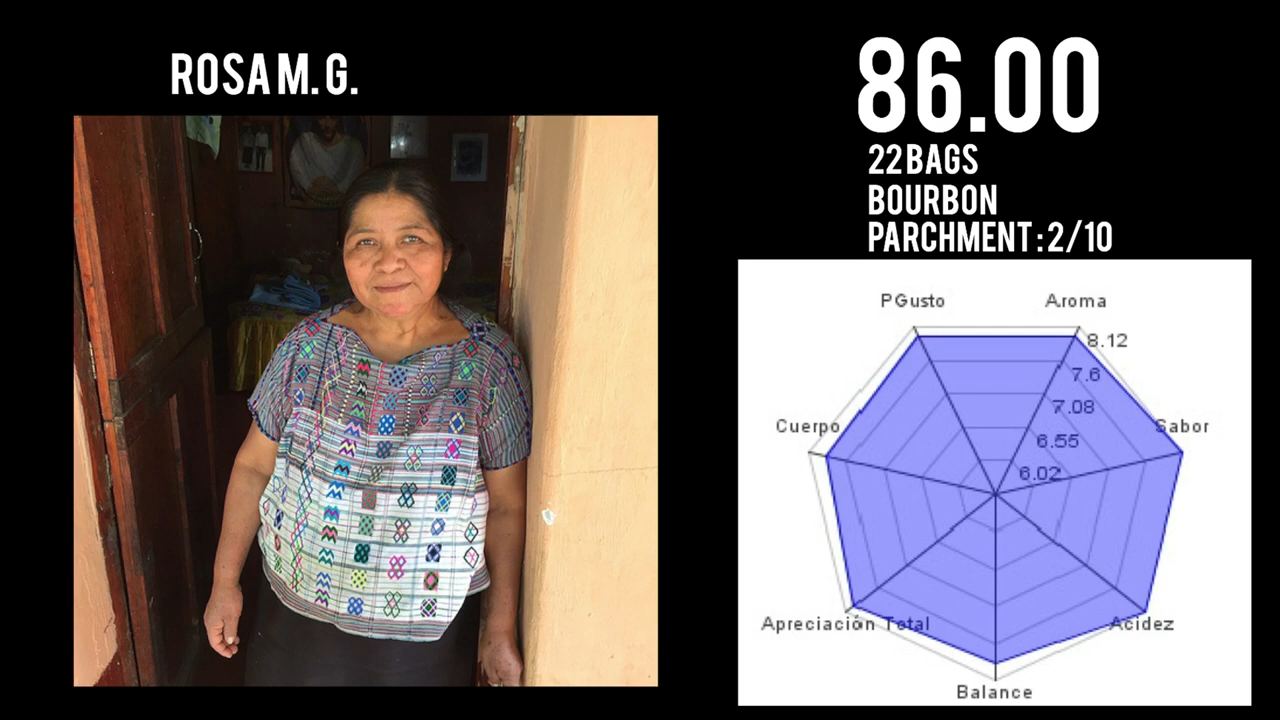 ROSA M. G.
86.00
22 BAGS
BOURBON
PARCHMENT : 2/10
PGusto
Aroma
8.12
7.6
7.08
6.55
6.02
Cuerpo
Sabor
Apreciación Total
Acidez
Balance